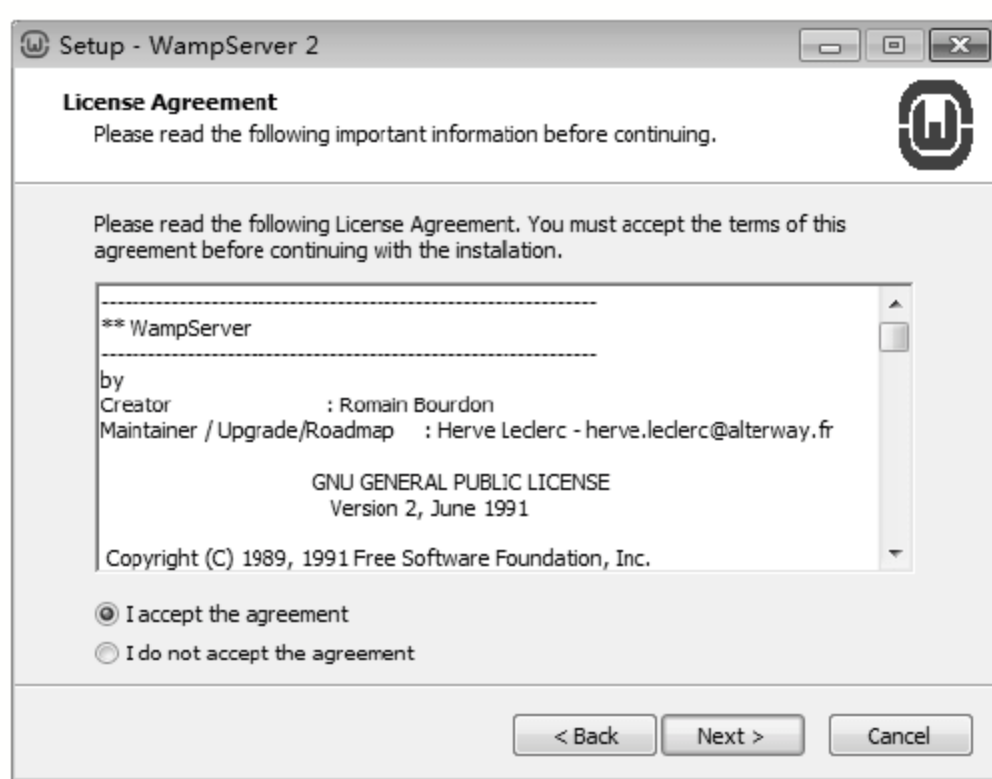 Setup - WampServer 2
License Agreement
Please read the following important information before continuing.
Please read the following License Agreement. You must accept the terms of this
agreement before continuing with the installation.
------------------------------------------------------------
** WampServer
------------------------------------------------------------
by
Creator : Romain Bourdon
Maintainer / Upgrade/Roadmap : Herve Leclerc - herve.leclerc@alterway.fr
GNU GENERAL PUBLIC LICENSE
Version 2, June 1991
Copyright (C) 1989, 1991 Free Software Foundation, Inc.
I accept the agreement
I do not accept the agreement
< Back Next > Cancel